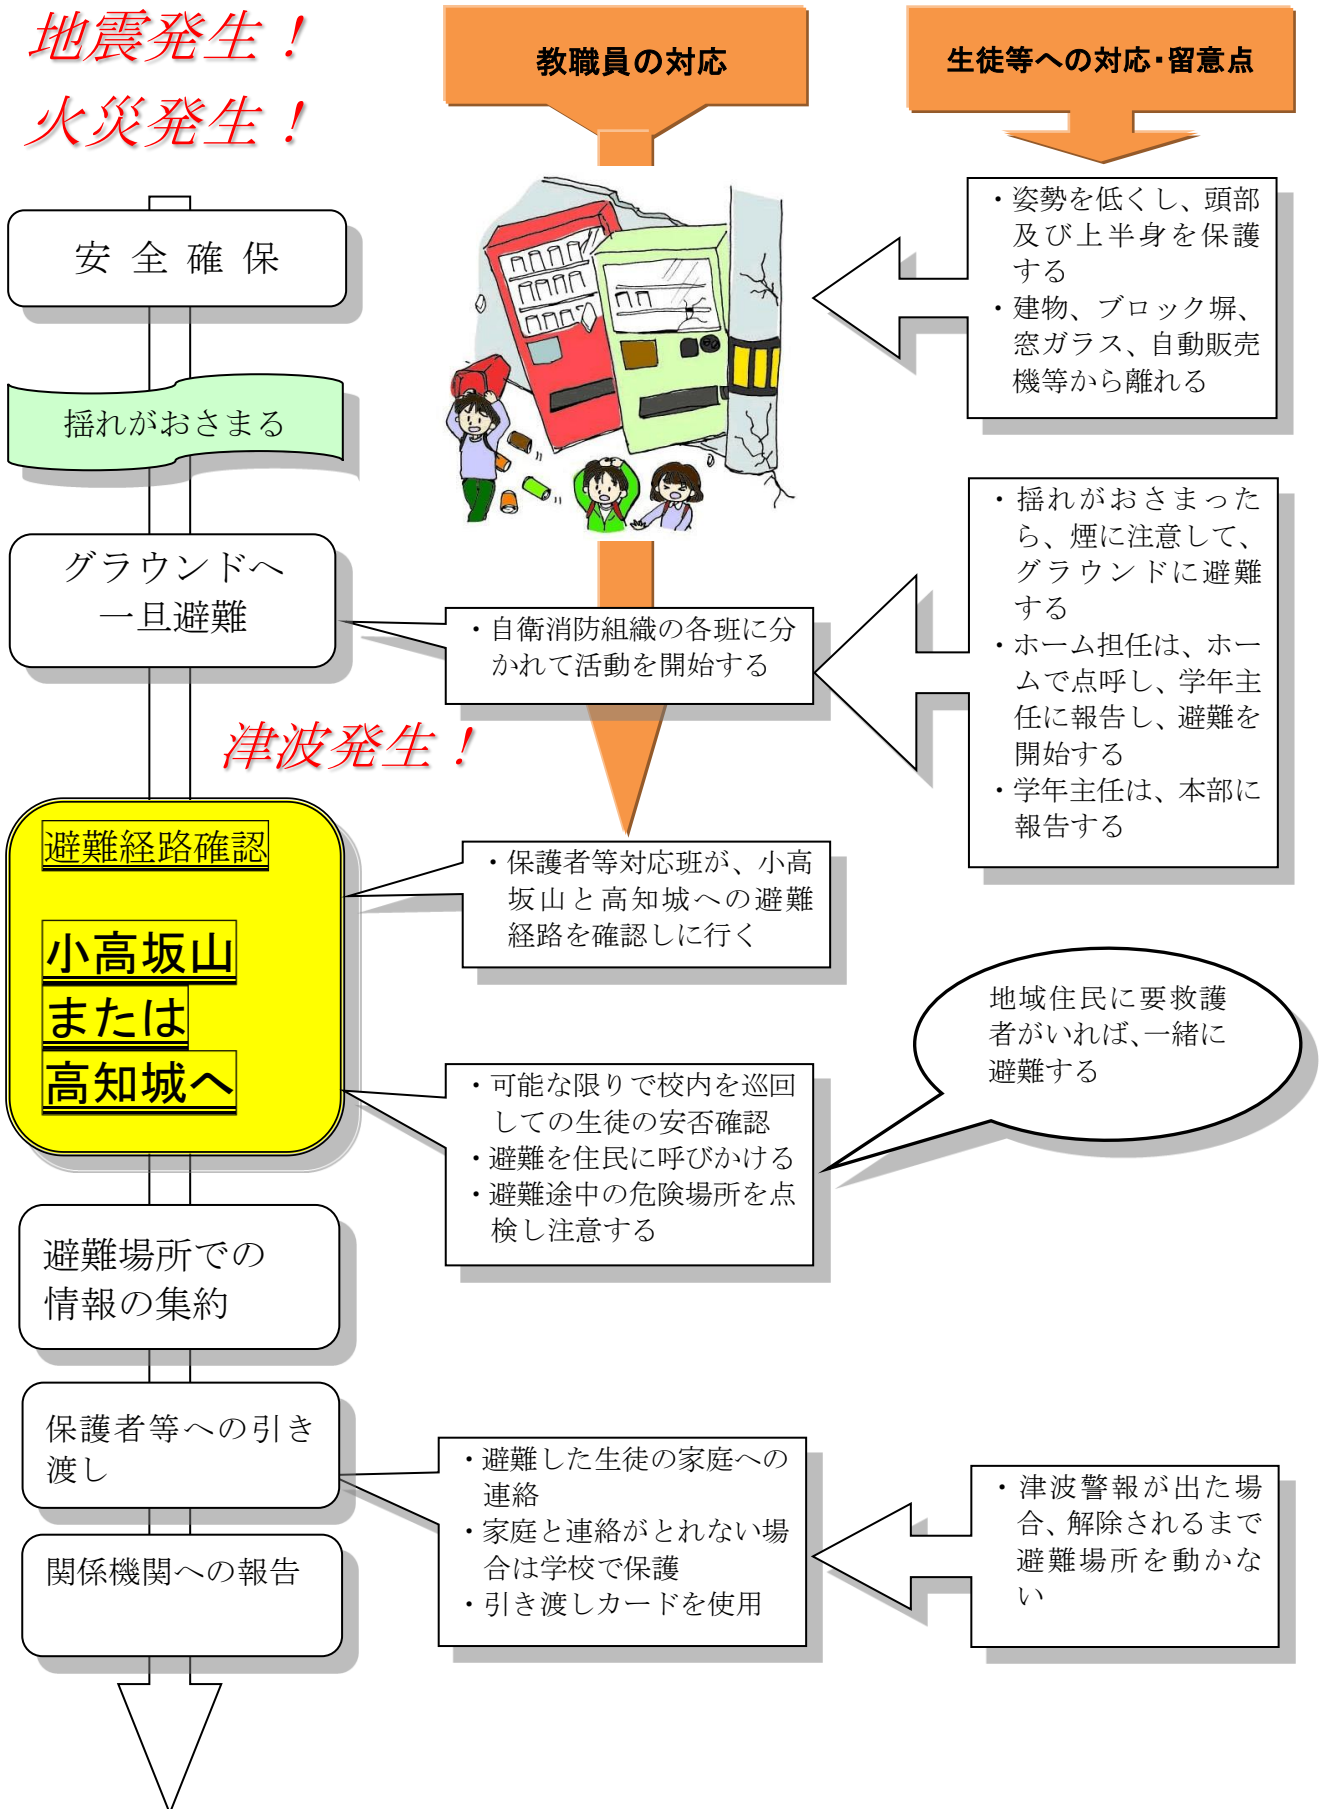 地震発生！
火災発生！
教職員の対応
生徒等への対応・留意点
安全確保
・姿勢を低くし、頭部
及び上半身を保護
する
・建物、ブロック塀、
窓ガラス、自動販売
機等から離れる
揺れがおさまる
グラウンドへ
一旦避難
・自衛消防組織の各班に分
かれて活動を開始する
・揺れがおさまった
ら、煙に注意して、
グラウンドに避難
する
・ホーム担任は、ホー
ムで点呼し、学年主
任に報告し、避難を
開始する
・学年主任は、本部に
報告する
津波発生！
避難経路確認
小高坂山
または
高知城へ
・保護者等対応班が、小高
坂山と高知城への避難
経路を確認しに行く
地域住民に要救護
者がいれば、一緒に
避難する
・可能な限りで校内を巡回
しての生徒の安否確認
・避難を住民に呼びかける
・避難途中の危険場所を点
検し注意する
避難場所での
情報の集約
保護者等への引き
渡し
・避難した生徒の家庭への
連絡
・家庭と連絡がとれない場
合は学校で保護
・引き渡しカードを使用
・津波警報が出た場
合、解除されるまで
避難場所を動かな
い
関係機関への報告